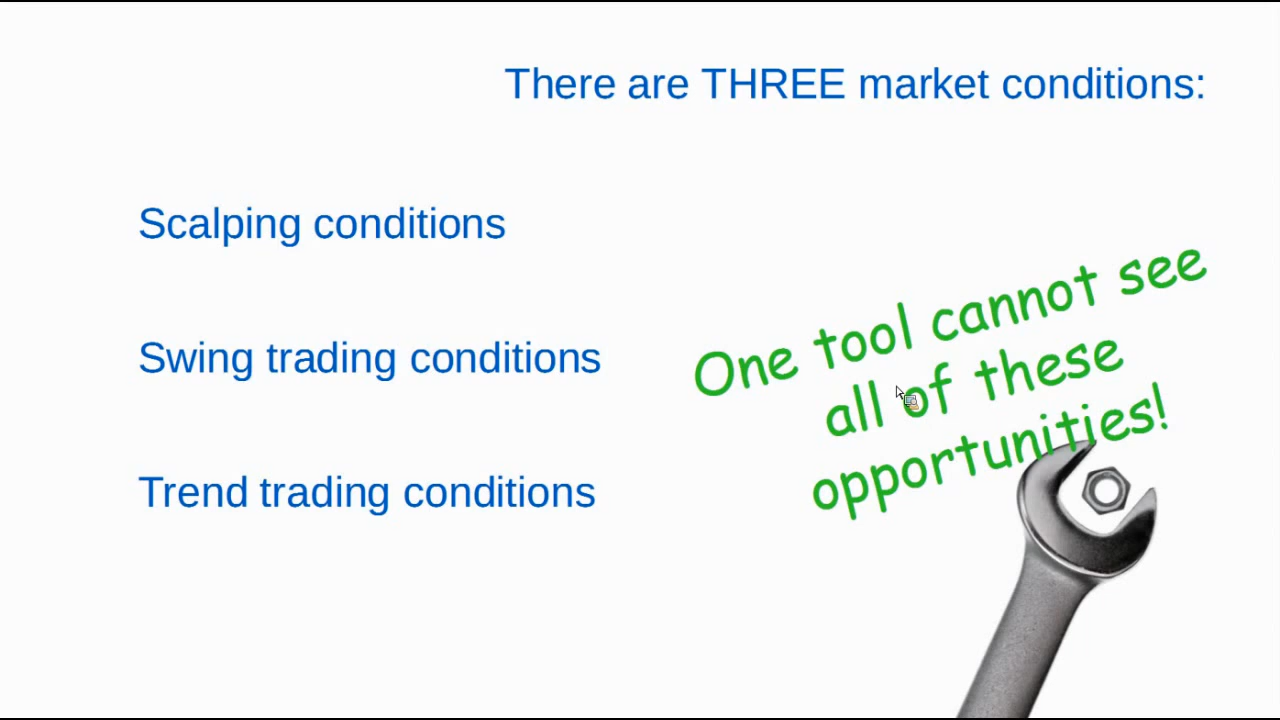 There are THREE market conditions:
Scalping conditions
Swing trading conditions
Trend trading conditions
One tool cannot see
all of these
opportunities!